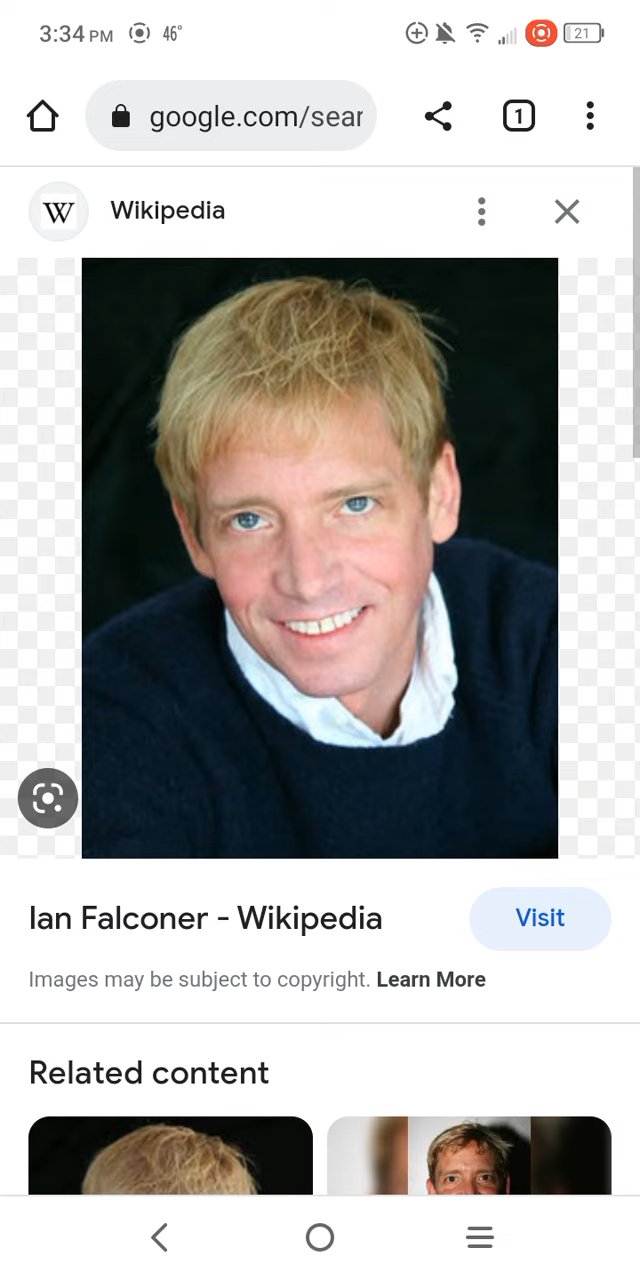 3:34 PM 46° 21
google.com/sear 1
W Wikipedia
Ian Falconer - Wikipedia Visit
Images may be subject to copyright. Learn More
Related content